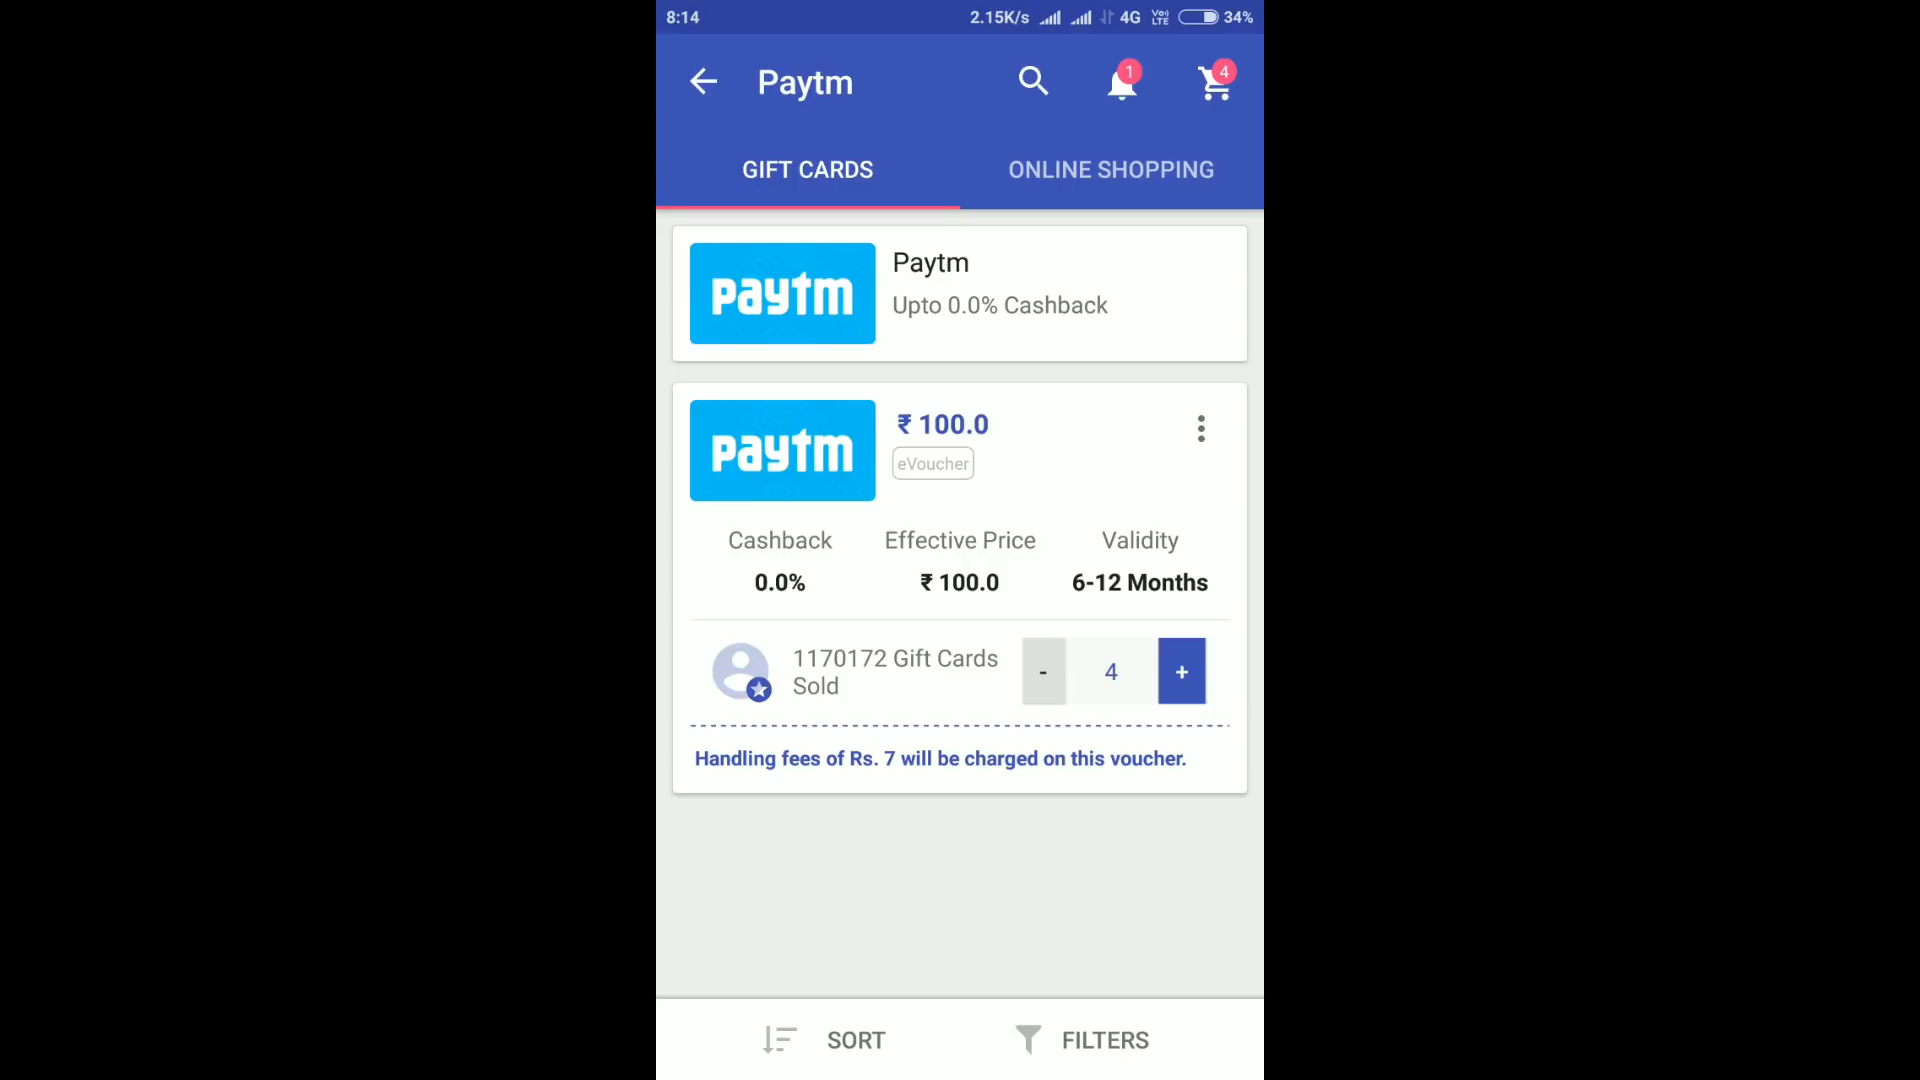 8:14 2.15K/s 4G VoLTE 34%
Paytm 1 4
GIFT CARDS ONLINE SHOPPING
paytm
Paytm
Upto 0.0% Cashback
paytm
₹ 100.0
eVoucher
Cashback Effective Price Validity
0.0% ₹ 100.0 6-12 Months
1170172 Gift Cards
Sold
- 4 +
Handling fees of Rs. 7 will be charged on this voucher.
SORT FILTERS